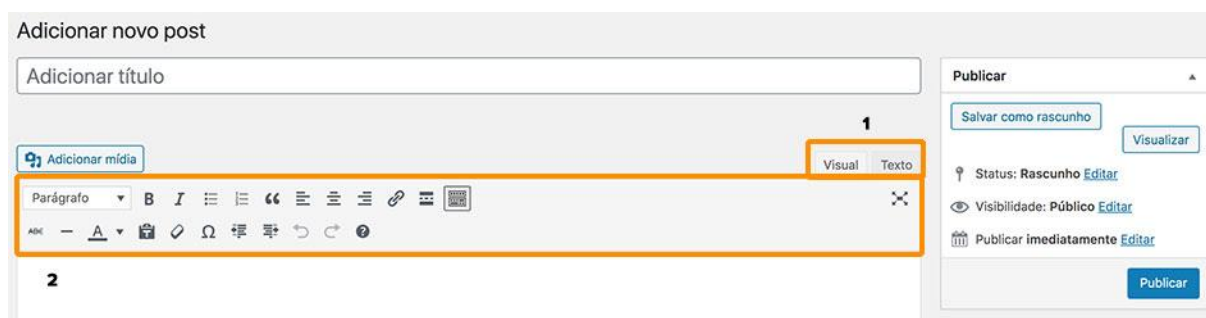 Adicionar novo post
Adicionar título
Publicar
Salvar como rascunho
Visualizar
1
Adicionar mídia
Visual Texto
Status: Rascunho Editar
Parágrafo B I
Visibilidade: Público Editar
ABC A Ω
Publicar imediatamente Editar
2
Publicar